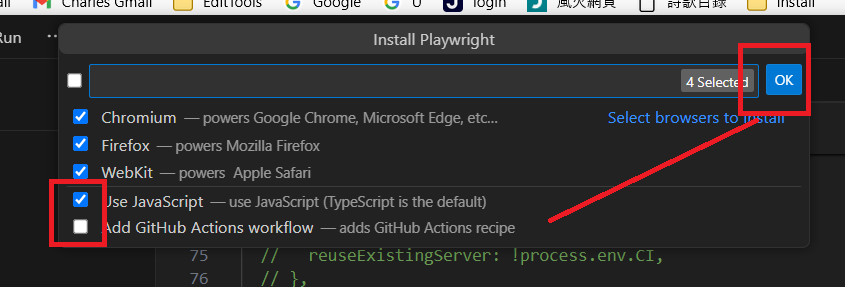 Charles Gmail EditTools Google G U login 風火網頁 詩歌目錄 Install
Run ··
Install Playwright
4 Selected OK
Chromium — powers Google Chrome, Microsoft Edge, etc... Select browsers to install
Firefox — powers Mozilla Firefox
WebKit — powers Apple Safari
Use JavaScript — use JavaScript (TypeScript is the default)
Add GitHub Actions workflow — adds GitHub Actions recipe
75 // reuseExistingServer: !process.env.CI,
76 // },